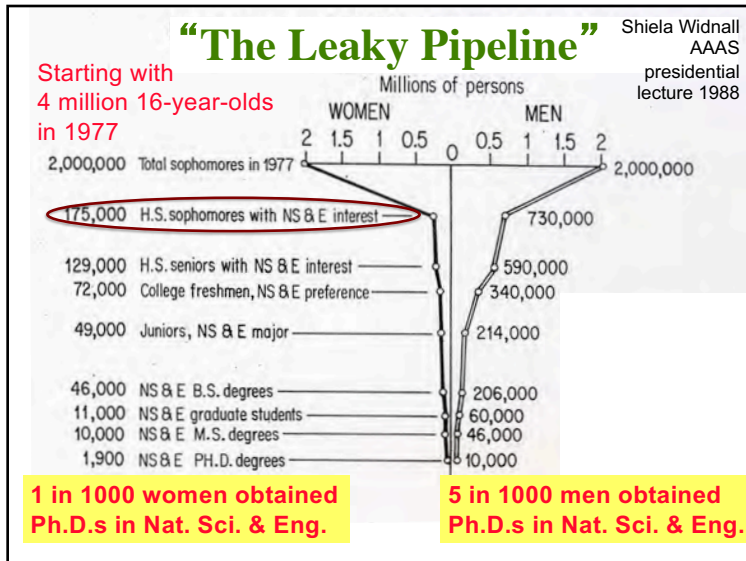 “The Leaky Pipeline”
Shiela Widnall
AAAS
presidential
lecture 1988
Starting with
4 million 16-year-olds
in 1977
Millions of persons
WOMEN MEN
2 1.5 1 0.5 0 0.5 1 1.5 2
2,000,000 Total sophomores in 1977 2,000,000
175,000 H.S. sophomores with NS & E interest 730,000
129,000 H.S. seniors with NS & E interest 590,000
72,000 College freshmen, NS & E preference 340,000
49,000 Juniors, NS & E major 214,000
46,000 NS & E B.S. degrees 206,000
11,000 NS & E graduate students 60,000
10,000 NS & E M.S. degrees 46,000
1,900 NS & E PH.D. degrees 10,000
1 in 1000 women obtained
Ph.D.s in Nat. Sci. & Eng.
5 in 1000 men obtained
Ph.D.s in Nat. Sci. & Eng.